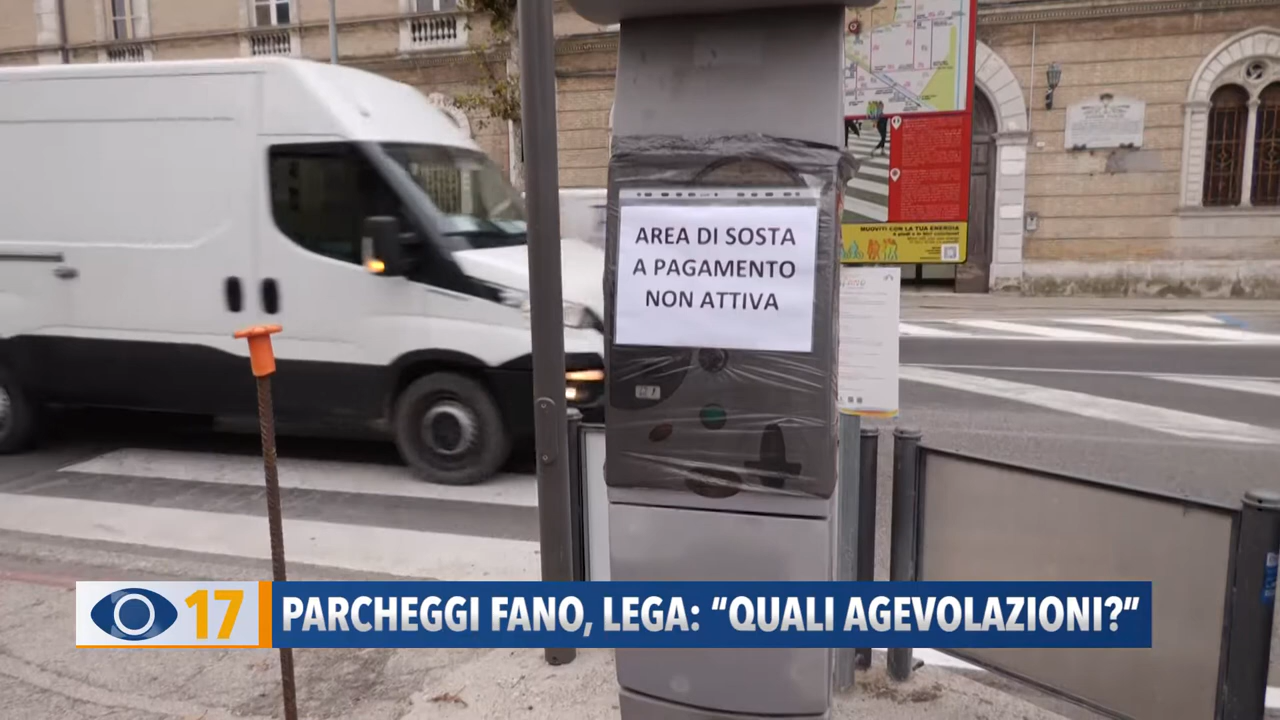 AREA DI SOSTA
A PAGAMENTO
NON ATTIVA
MUOVITI CON LA TUA ENERGIA
17
PARCHEGGI FANO, LEGA: “QUALI AGEVOLAZIONI?”